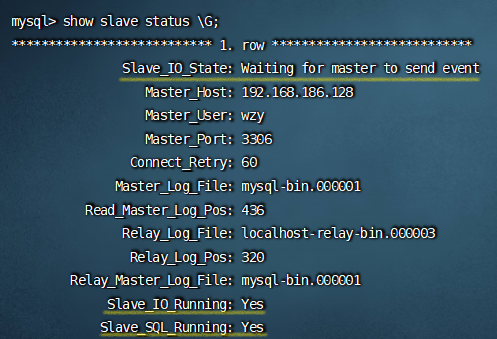 mysql> show slave status \G;
*************************** 1. row ***************************
Slave_IO_State: Waiting for master to send event
Master_Host: 192.168.186.128
Master_User: wzy
Master_Port: 3306
Connect_Retry: 60
Master_Log_File: mysql-bin.000001
Read_Master_Log_Pos: 436
Relay_Log_File: localhost-relay-bin.000003
Relay_Log_Pos: 320
Relay_Master_Log_File: mysql-bin.000001
Slave_IO_Running: Yes
Slave_SQL_Running: Yes